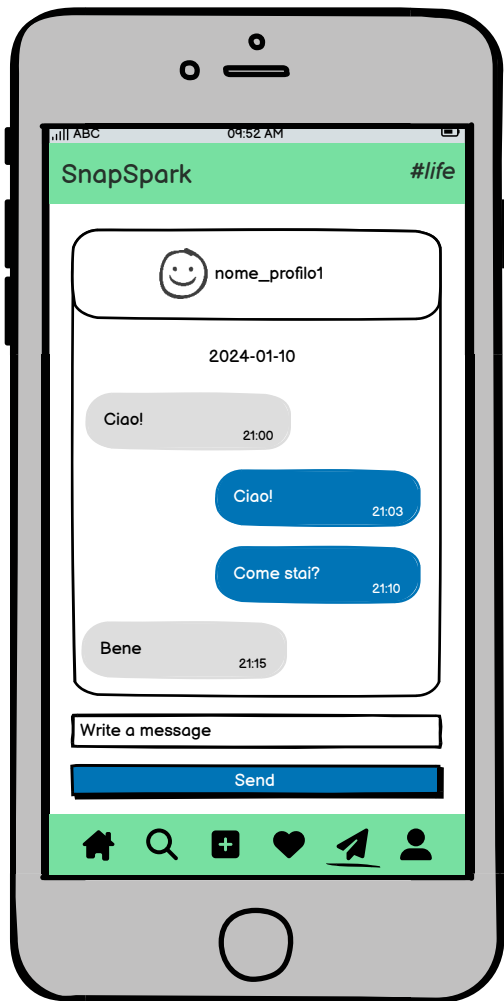 ABC 09:52 AM
SnapSpark #life
nome_profilo1
2024-01-10
Ciao!
21:00
Ciao!
21:03
Come stai?
21:10
Bene
21:15
Write a message
Send